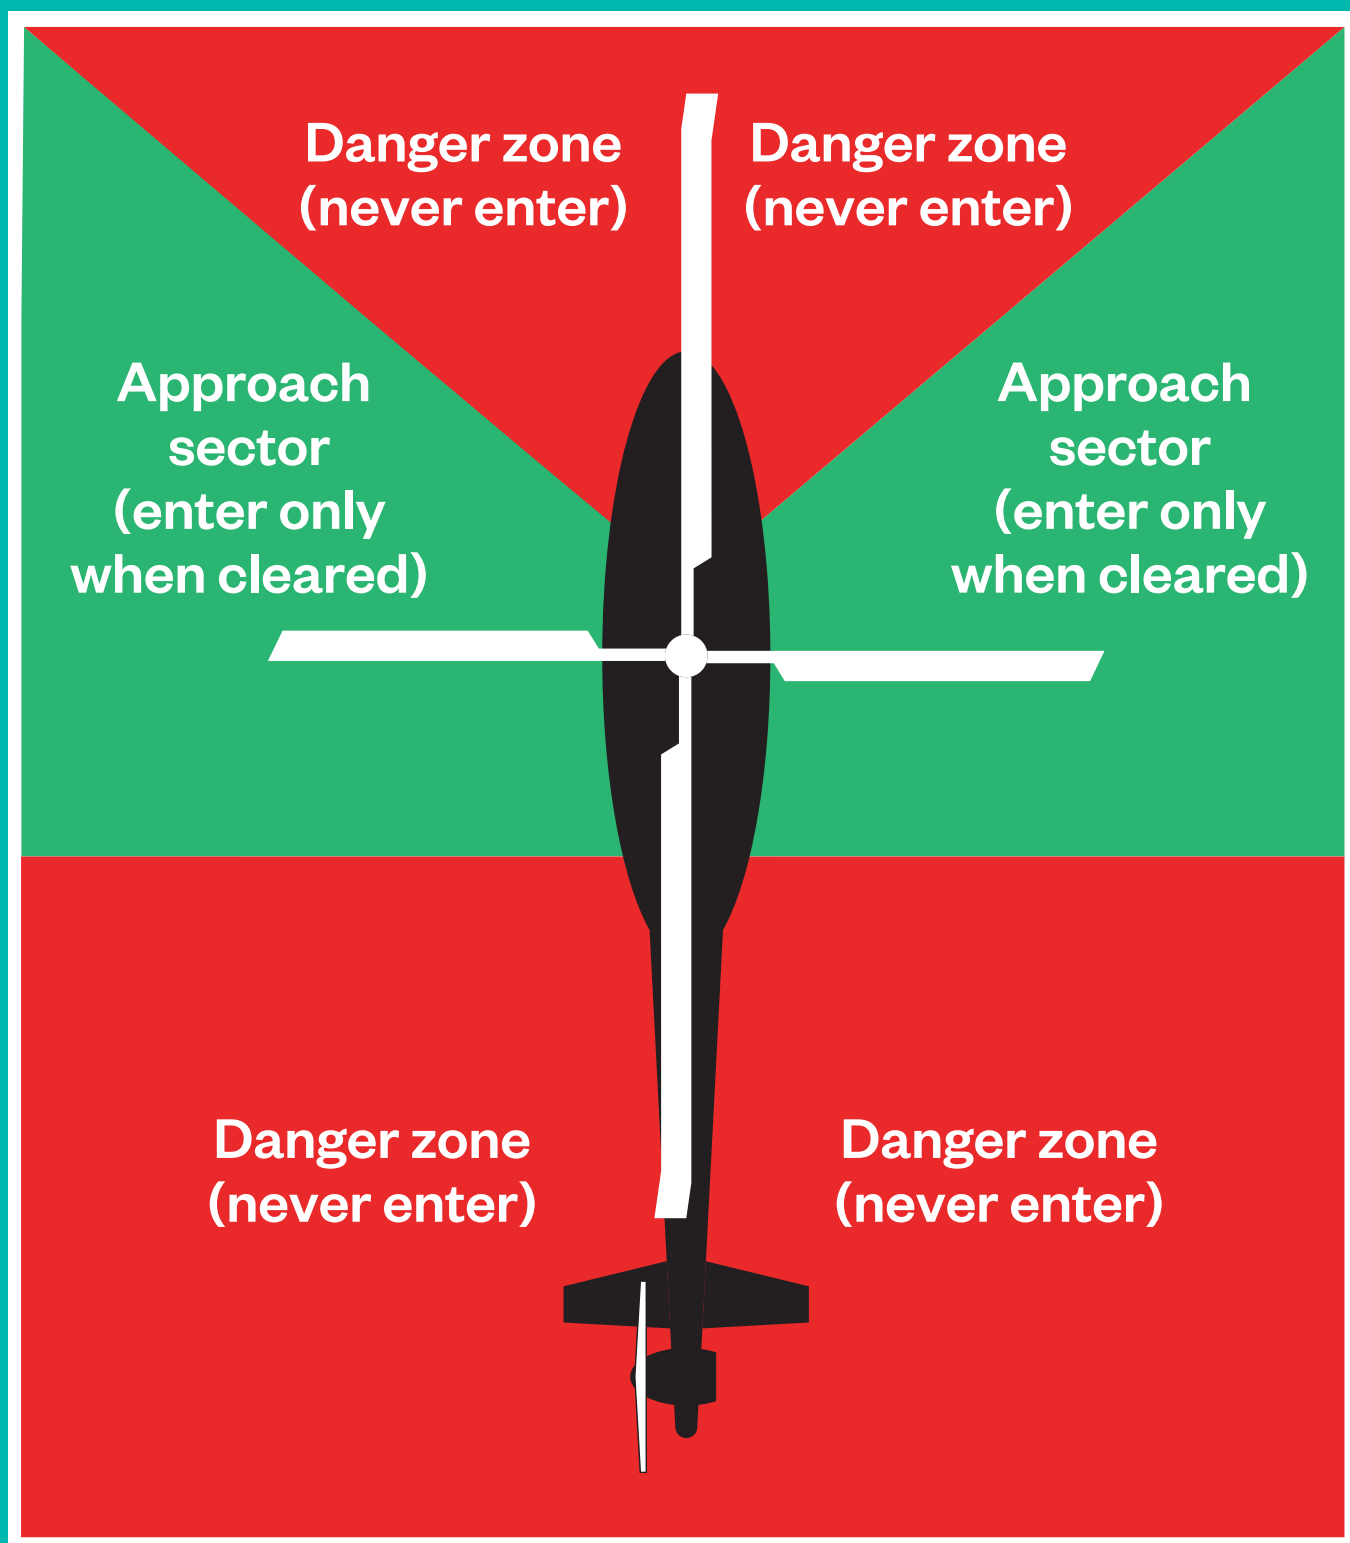 Danger zone
(never enter)
Danger zone
(never enter)
Approach
sector
(enter only
when cleared)
Approach
sector
(enter only
when cleared)
Danger zone
(never enter)
Danger zone
(never enter)